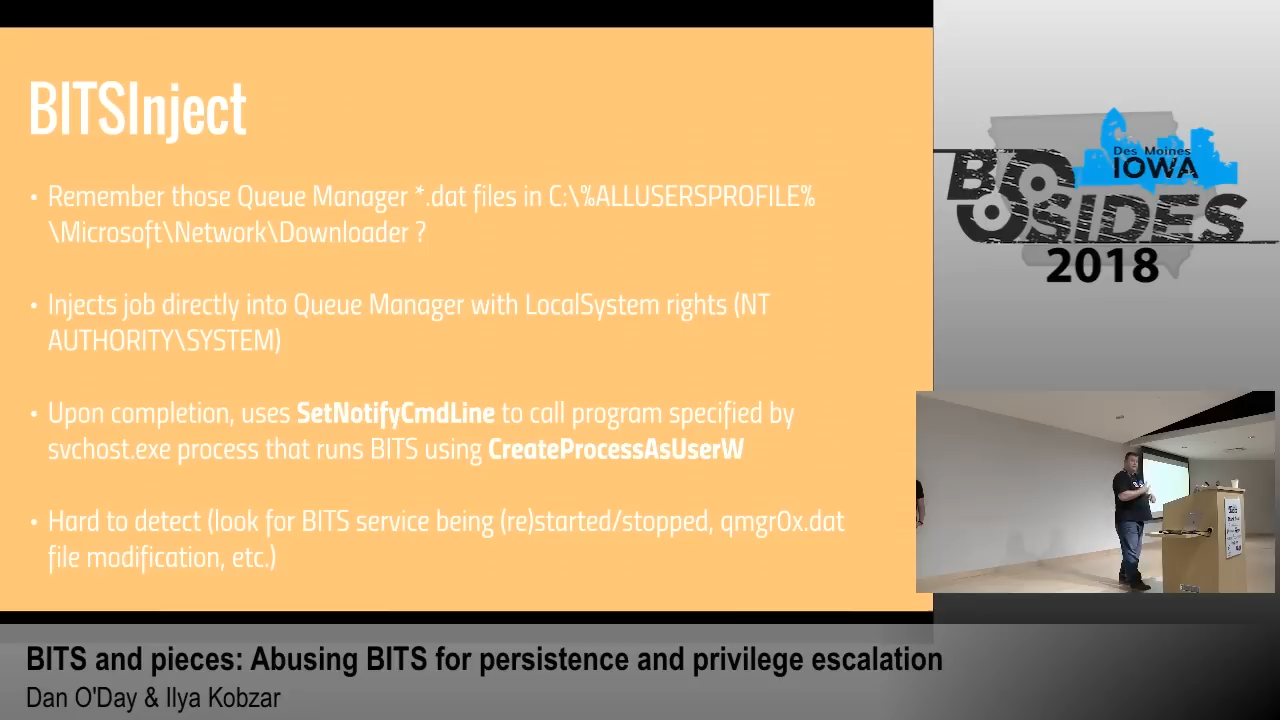 BITSInject
• Remember those Queue Manager *.dat files in C:\%ALLUSERSPROFILE%
\Microsoft\Network\Downloader ?
• Injects job directly into Queue Manager with LocalSystem rights (NT
AUTHORITY\SYSTEM)
• Upon completion, uses SetNotifyCmdLine to call program specified by
svchost.exe process that runs BITS using CreateProcessAsUserW
• Hard to detect (look for BITS service being (re)started/stopped, qmgr0x.dat
file modification, etc.)
Des Moines
IOWA
BSIDES
2018
BITS and pieces: Abusing BITS for persistence and privilege escalation
Dan O'Day & Ilya Kobzar